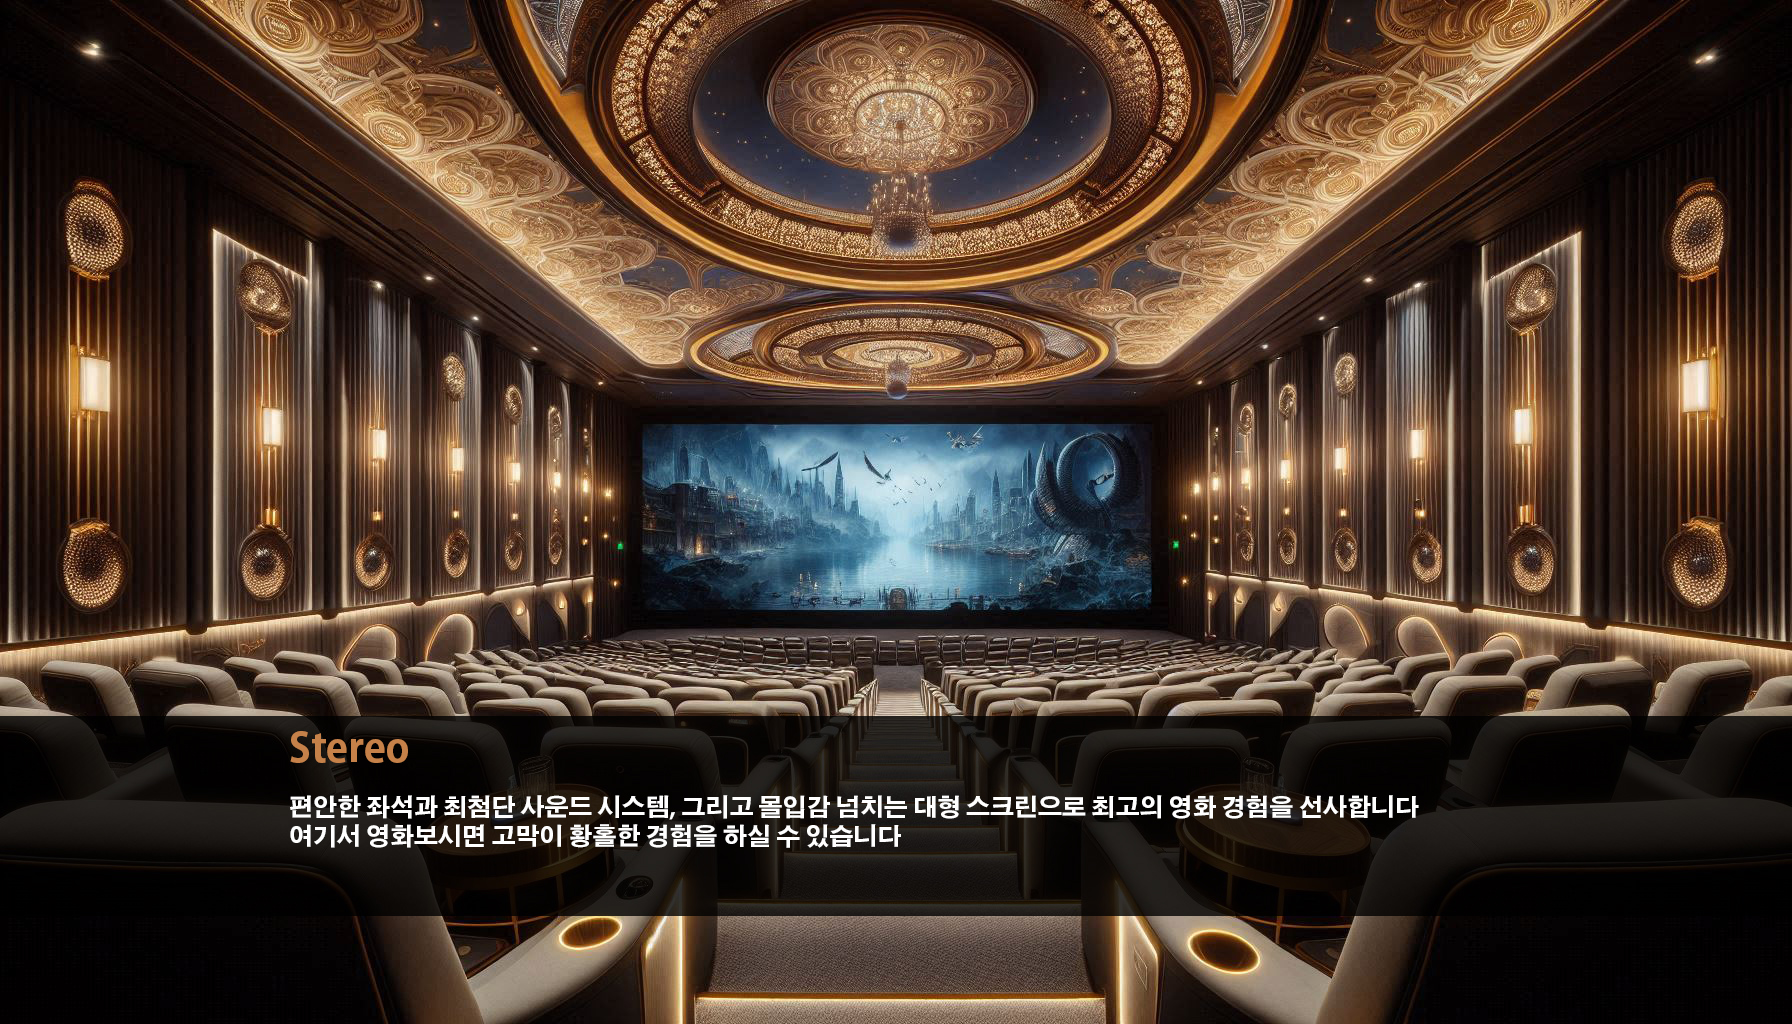 Stereo
편안한 좌석과 최첨단 사운드 시스템, 그리고 몰입감 넘치는 대형 스크린으로 최고의 영화 경험을 선사합니다
여기서 영화보시면 고막이 황홀한 경험을 하실 수 있습니다